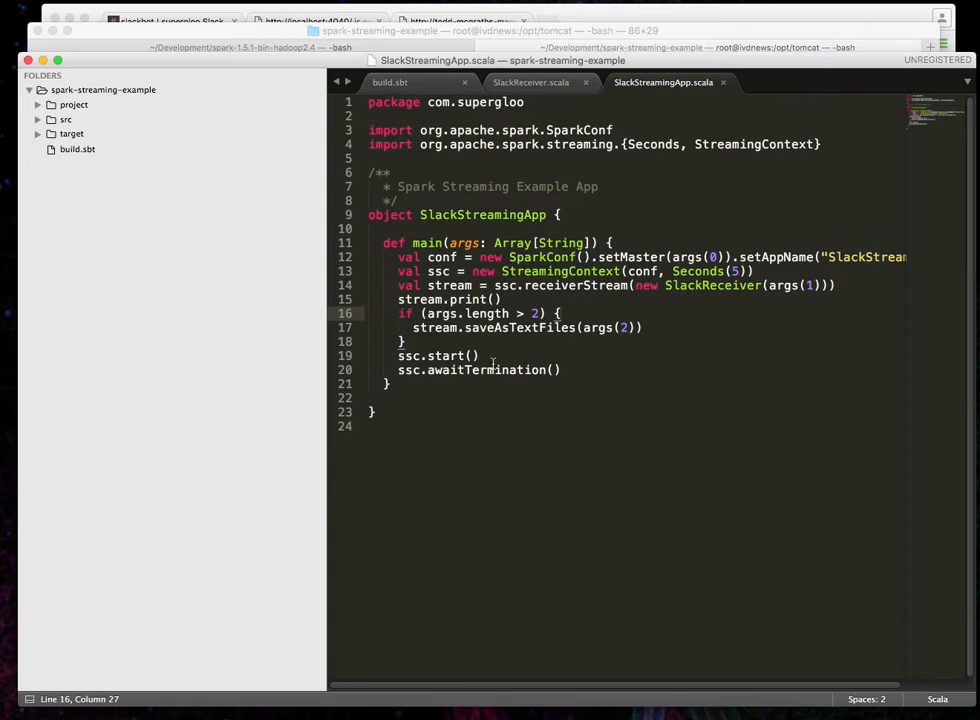 slackbot | supergloo Slack
http://localhost:4040/
spark-streaming-example — root@ivdnews:/opt/tomcat — -bash — 86×29
~/Development/spark-1.5.1-bin-hadoop2.4 — -bash
~/Development/spark-streaming-example — root@ivdnews:/opt/tomcat — -bash
SlackStreamingApp.scala — spark-streaming-example
UNREGISTERED
FOLDERS
spark-streaming-example
project
src
target
build.sbt
build.sbt
SlackReceiver.scala
SlackStreamingApp.scala
1 package com.supergloo
2
3 import org.apache.spark.SparkConf
4 import org.apache.spark.streaming.{Seconds, StreamingContext}
5
6 /**
7 * Spark Streaming Example App
8 */
9 object SlackStreamingApp {
10
11 def main(args: Array[String]) {
12 val conf = new SparkConf().setMaster(args(0)).setAppName("SlackStream
13 val ssc = new StreamingContext(conf, Seconds(5))
14 val stream = ssc.receiverStream(new SlackReceiver(args(1)))
15 stream.print()
16 if (args.length > 2) {
17 stream.saveAsTextFiles(args(2))
18 }
19 ssc.start()
20 ssc.awaitTermination()
21 }
22
23 }
24
Line 16, Column 27
Spaces: 2
Scala